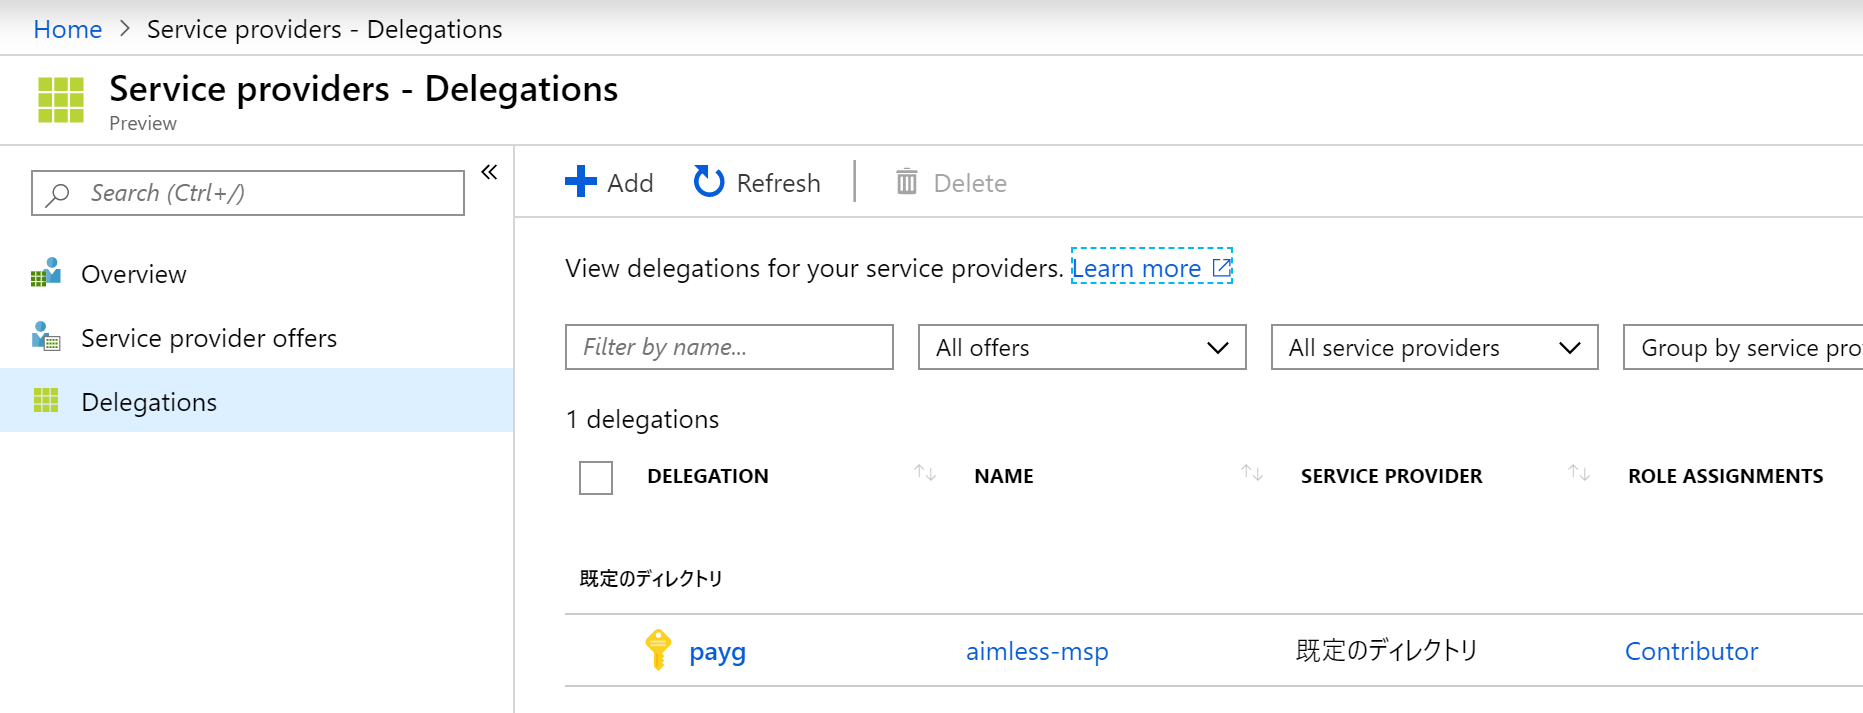 Home > Service providers - Delegations
Service providers - Delegations
Preview
Search (Ctrl+/)
«
Overview
Service provider offers
Delegations
Add Refresh Delete
View delegations for your service providers. Learn more
Filter by name... All offers All service providers Group by service pro
1 delegations
DELEGATION NAME SERVICE PROVIDER ROLE ASSIGNMENTS
既定のディレクトリ
payg aimless-msp 既定のディレクトリ Contributor